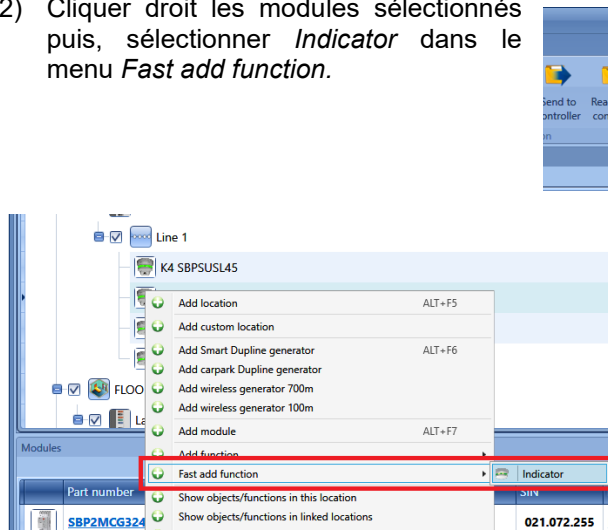 2) Cliquer droit les modules sélectionnés
puis, sélectionner Indicator dans le
menu Fast add function.
Send to
controller
Line 1
K4 SBPSUSL45
Add location ALT+F5
Add custom location
Add Smart Dupline generator ALT+F6
Add carpark Dupline generator
Add wireless generator 700m
FLOO
Add wireless generator 100m
La
Add module ALT+F7
Modules
Add function
Fast add function Indicator
Part number
SIN
Show objects/functions in this location
SBP2MCG324
Show objects/functions in linked locations
021.072.255